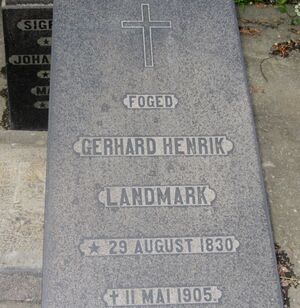 FOGED
GERHARD HENRIK
LANDMARK
* 29 AUGUST 1830
† 11 MAI 1905.